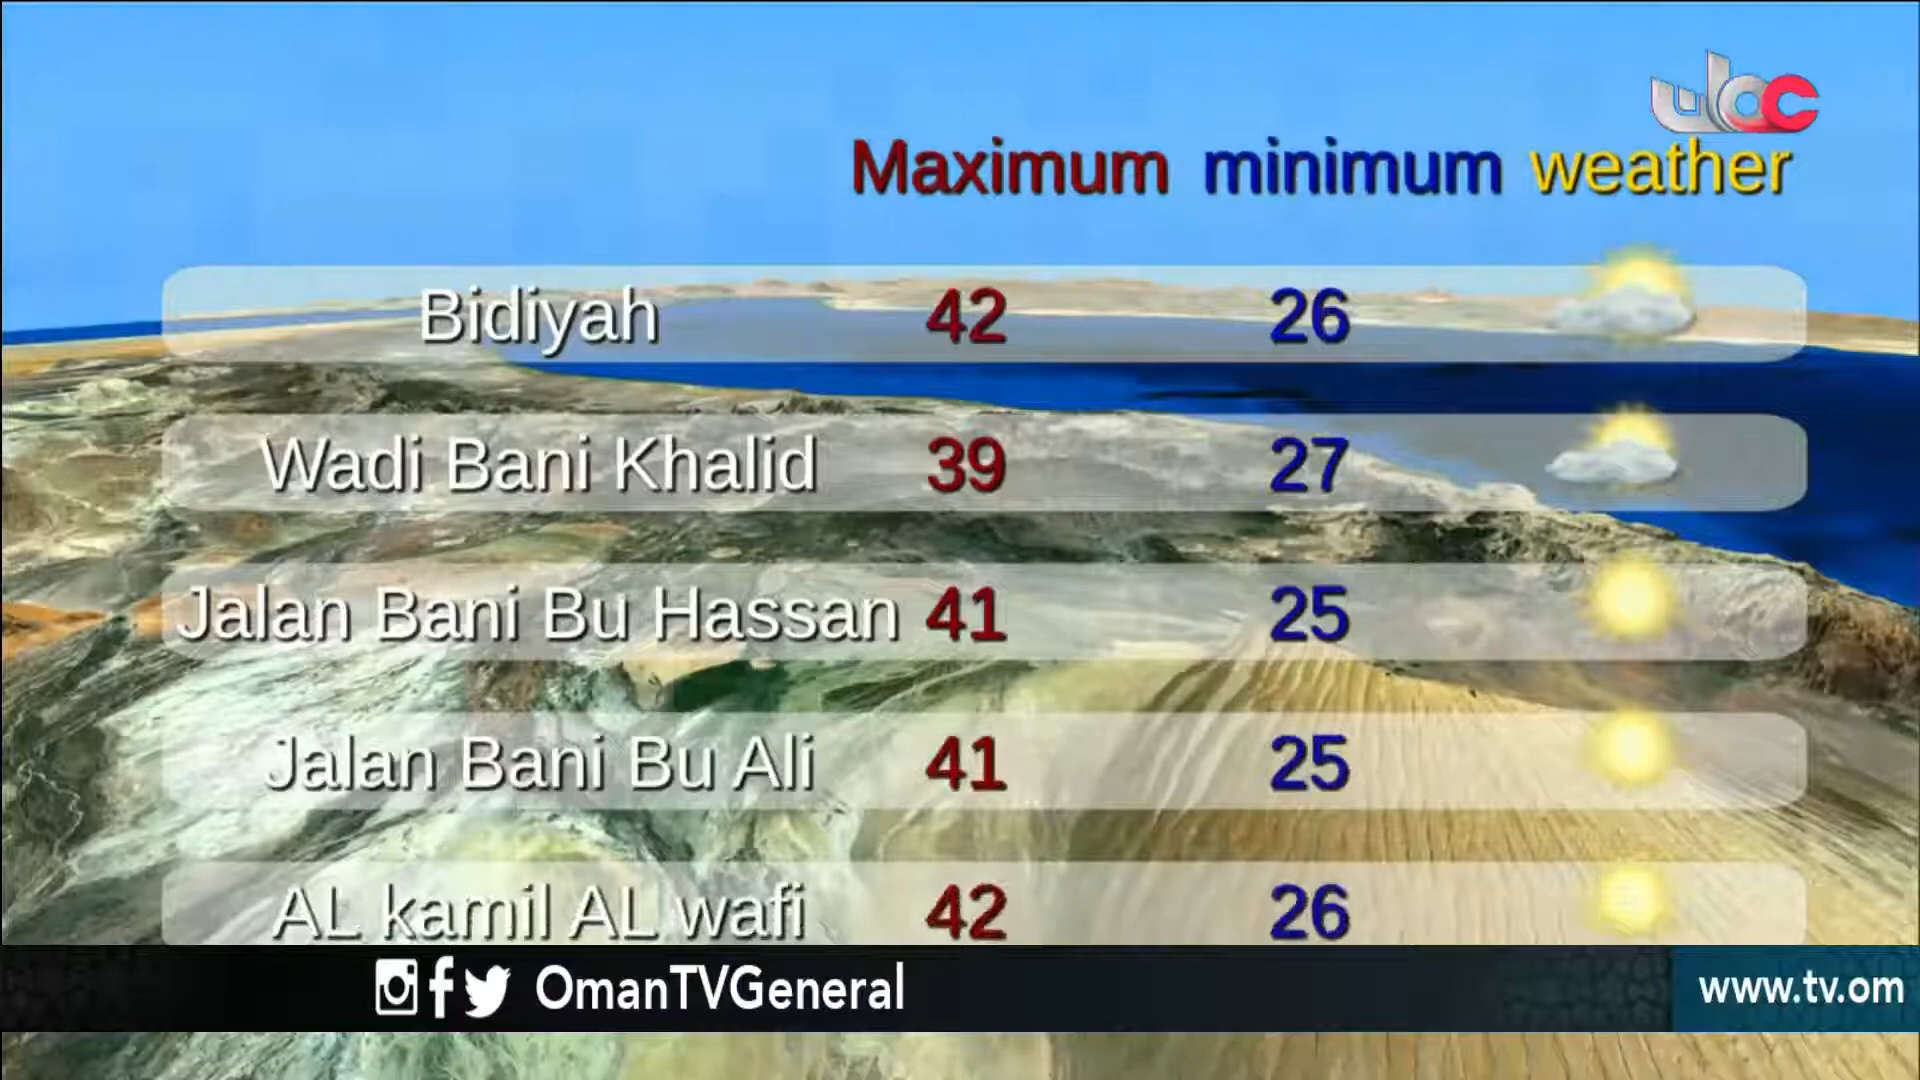 عمان
Maximum minimum weather
Bidiyah 42 26
Wadi Bani Khalid 39 27
Jalan Bani Bu Hassan 41 25
Jalan Bani Bu Ali 41 25
AL kamil AL wafi 42 26
OmanTVGeneral www.tv.om